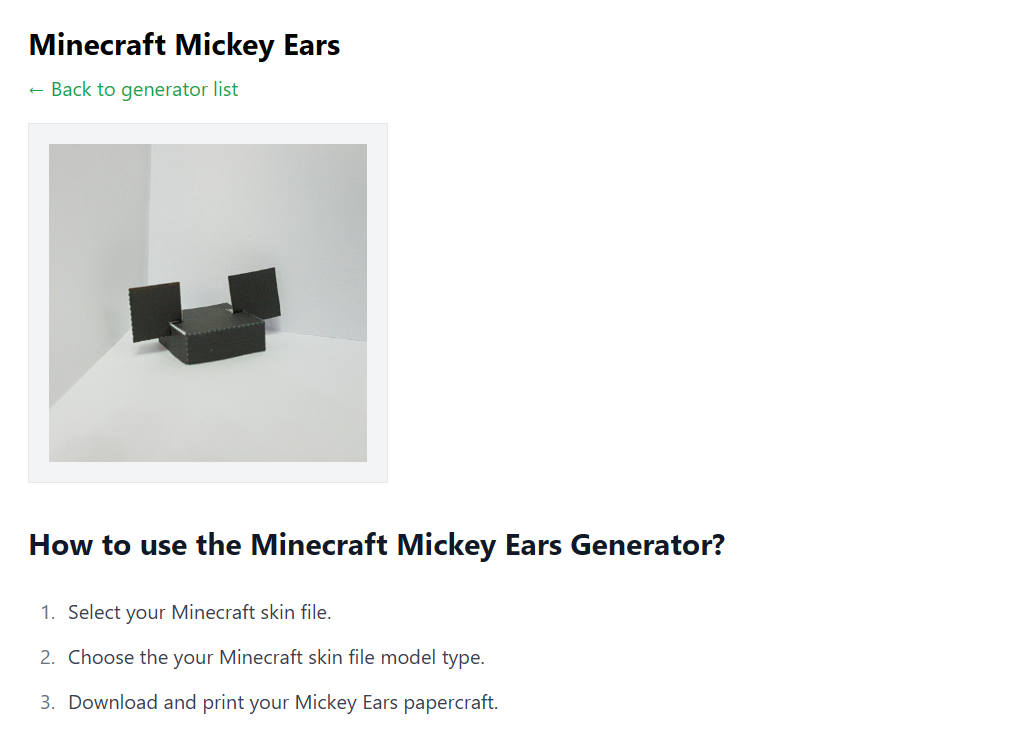 Minecraft Mickey Ears
← Back to generator list
How to use the Minecraft Mickey Ears Generator?
1. Select your Minecraft skin file.
2. Choose the your Minecraft skin file model type.
3. Download and print your Mickey Ears papercraft.